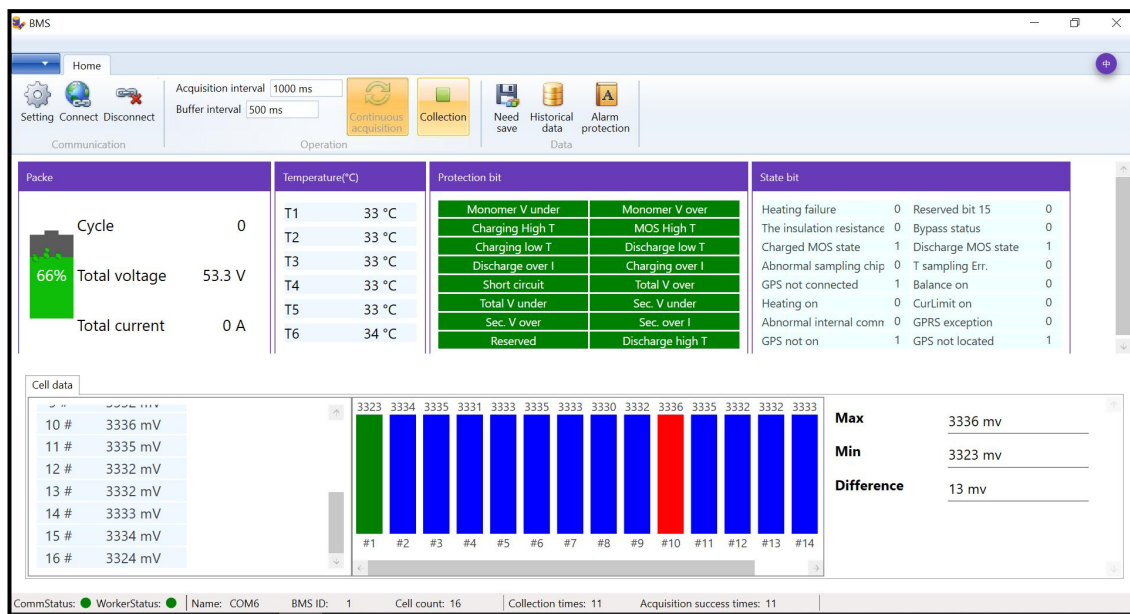 BMS
Home
中
Acquisition interval 1000 ms
Buffer interval 500 ms
Setting Connect Disconnect
Continuous acquisition
Collection
Need save
Historical data
Alarm protection
Communication
Operation
Data
Packe
Cycle 0
66% Total voltage 53.3 V
Total current 0 A
Temperature(°C)
T1 33 °C
T2 33 °C
T3 33 °C
T4 33 °C
T5 33 °C
T6 34 °C
Protection bit
Monomer V under Monomer V over
Charging High T MOS High T
Charging low T Discharge low T
Discharge over I Charging over I
Short circuit Total V over
Total V under Sec. V under
Sec. V over Sec. over I
Reserved Discharge high T
State bit
Heating failure 0 Reserved bit 15 0
The insulation resistance 0 Bypass status 0
Charged MOS state 1 Discharge MOS state 1
Abnormal sampling chip 0 T sampling Err. 0
GPS not connected 1 Balance on 0
Heating on 0 CurLimit on 0
Abnormal internal comm 0 GPRS exception 0
GPS not on 1 GPS not located 1
Cell data
10 # 3336 mV
11 # 3335 mV
12 # 3332 mV
13 # 3332 mV
14 # 3333 mV
15 # 3334 mV
16 # 3324 mV
3323 3334 3335 3331 3333 3335 3333 3330 3332 3336 3335 3332 3332 3333
#1 #2 #3 #4 #5 #6 #7 #8 #9 #10 #11 #12 #13 #14
Max 3336 mv
Min 3323 mv
Difference 13 mv
CommStatus: WorkerStatus: Name: COM6 BMS ID: 1 Cell count: 16 Collection times: 11 Acquisition success times: 11